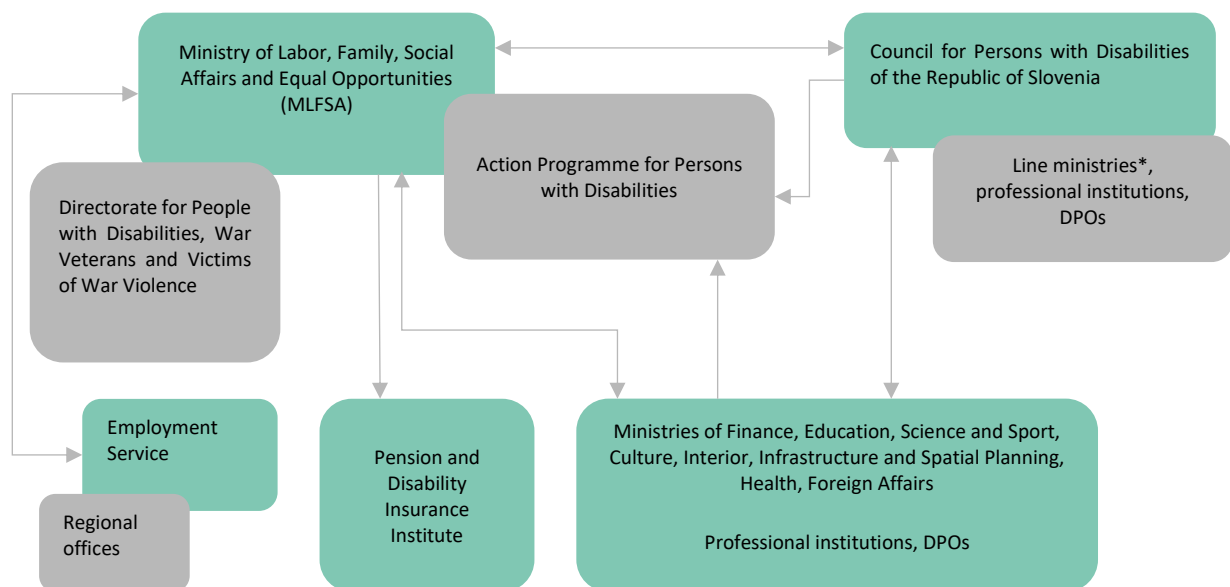 Ministry of Labor, Family, Social
Affairs and Equal Opportunities
(MLFSA)
Council for Persons with Disabilities
of the Republic of Slovenia
Action Programme for Persons
with Disabilities
Line ministries*,
professional institutions,
DPOs
Directorate for People
with Disabilities, War
Veterans and Victims
of War Violence
Employment
Service
Regional
offices
Pension and
Disability
Insurance
Institute
Ministries of Finance, Education, Science and Sport,
Culture, Interior, Infrastructure and Spatial Planning,
Health, Foreign Affairs
Professional institutions, DPOs